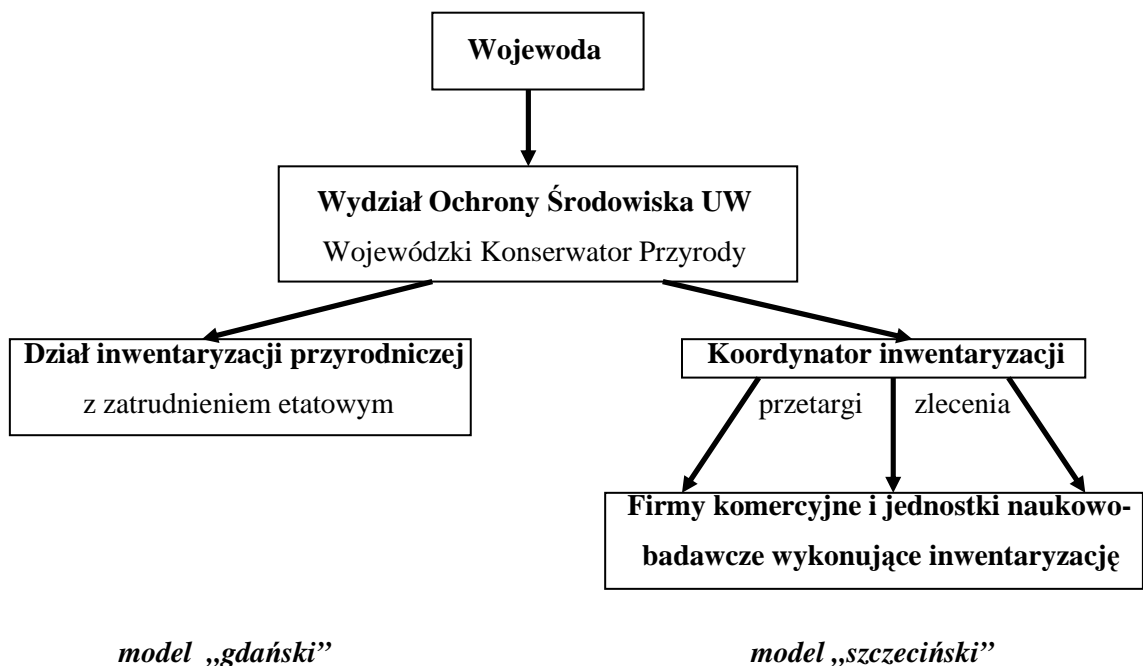 Wojewoda
Wydział Ochrony Środowiska UW
Wojewódzki Konserwator Przyrody
Dział inwentaryzacji przyrodniczej
z zatrudnieniem etatowym
Koordynator inwentaryzacji
przetargi zlecenia
Firmy komercyjne i jednostki naukowo-
badawcze wykonujące inwentaryzację
model „gdański”
model „szczeciński”